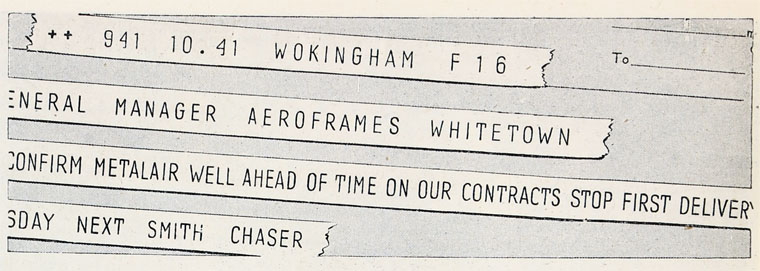 ++ 941 10.41 WOKINGHAM F16
To
ENERAL MANAGER AEROFRAMES WHITETOWN
CONFIRM METALAIR WELL AHEAD OF TIME ON OUR CONTRACTS STOP FIRST DELIVER
SDAY NEXT SMITH CHASER